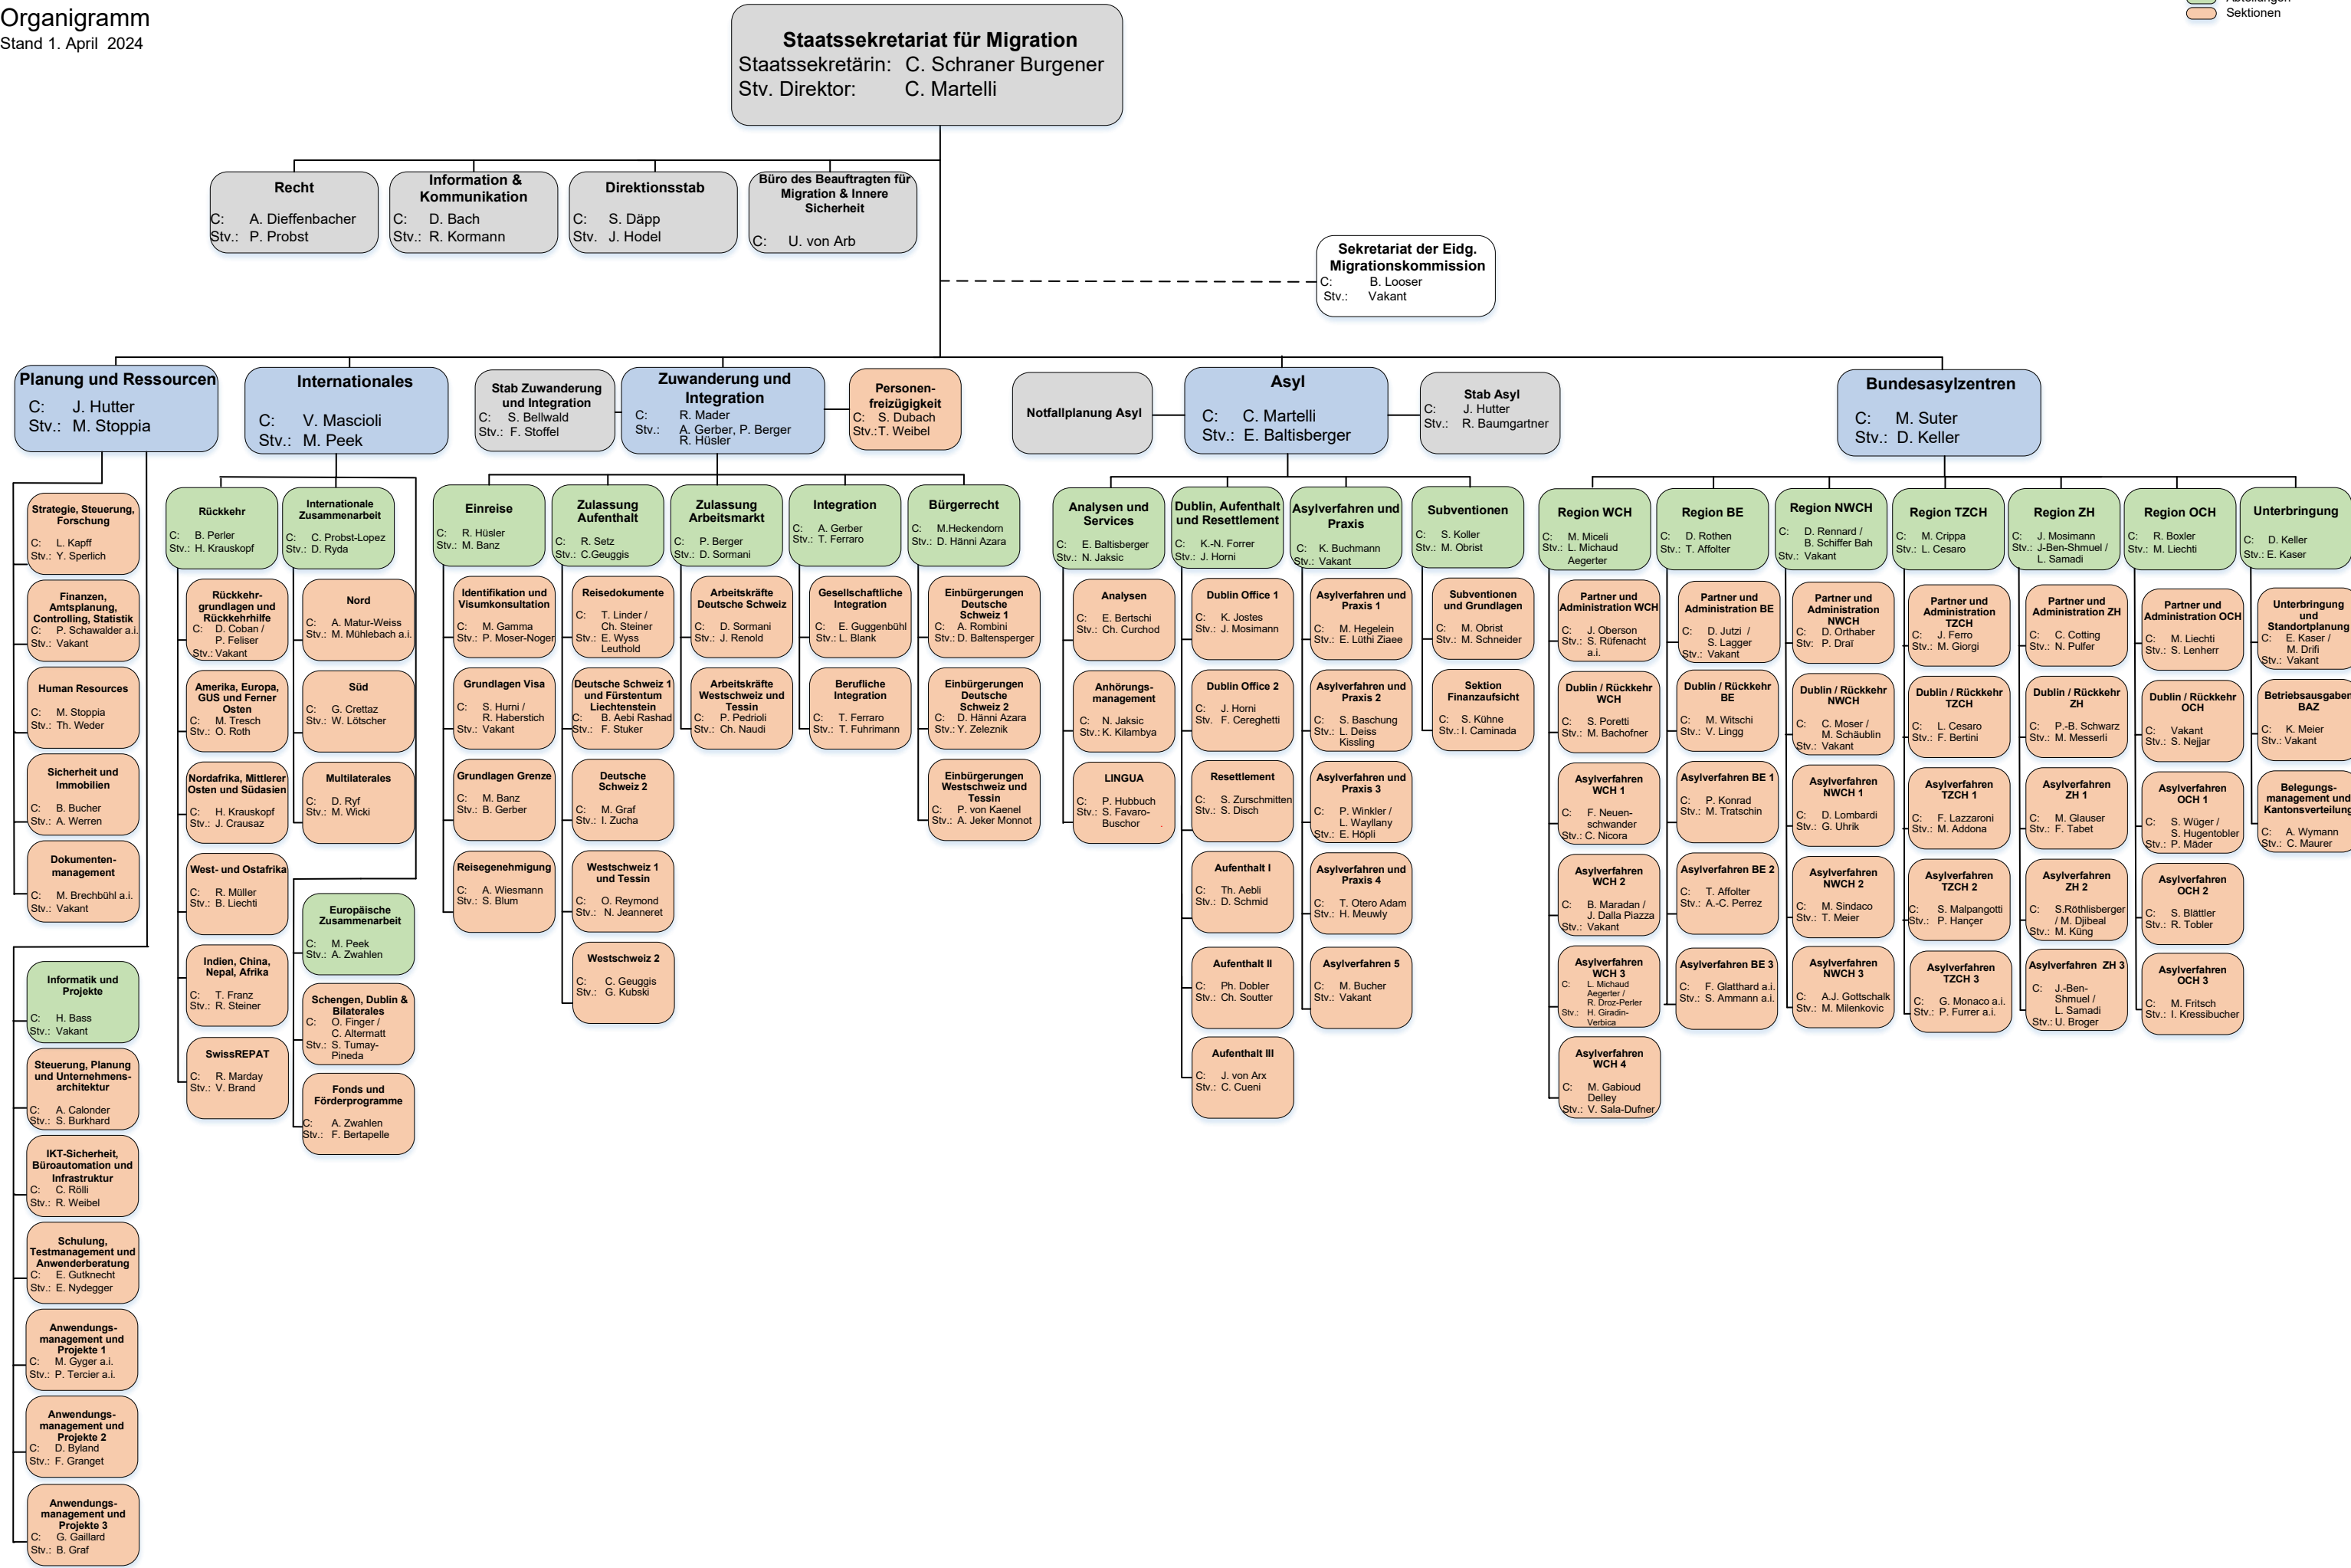 Organigramm
Stand 1. April 2024
Sektionen
Staatssekretariat für Migration
Staatssekretärin: C. Schraner Burgener
Stv. Direktor: C. Martelli
Recht
C: A. Dieffenbacher
Stv.: P. Probst
Information &
Kommunikation
C: D. Bach
Stv.: R. Kormann
Direktionsstab
C: S. Däpp
Stv. J. Hodel
Büro des Beauftragten für
Migration & Innere
Sicherheit
C: U. von Arb
Sekretariat der Eidg.
Migrationskommission
C: B. Looser
Stv.: Vakant
Planung und Ressourcen
C: J. Hutter
Stv.: M. Stoppia
Internationales
C: V. Mascioli
Stv.: M. Peek
Stab Zuwanderung
und Integration
C: S. Bellwald
Stv.: F. Stoffel
Zuwanderung und
Integration
C: R. Mader
Stv.: A. Gerber, P. Berger
R. Hüsler
Personen-
freizügigkeit
C: S. Dubach
Stv.: T. Weibel
Notfallplanung Asyl
Asyl
C: C. Martelli
Stv.: E. Baltisberger
Stab Asyl
C: J. Hutter
Stv.: R. Baumgartner
Bundesasylzentren
C: M. Suter
Stv.: D. Keller
Strategie, Steuerung,
Forschung
C: L. Kapff
Stv.: Y. Sperlich
Finanzen,
Amtsplanung,
Controlling, Statistik
C: P. Schawalder a.i.
Stv.: Vakant
Human Resources
C: M. Stoppia
Stv.: Th. Weder
Sicherheit und
Immobilien
C: B. Bucher
Stv.: A. Werren
Dokumenten-
management
C: M. Brechbühl a.i.
Stv.: Vakant
Informatik und
Projekte
C: H. Bass
Stv.: Vakant
Steuerung, Planung
und Unternehmens-
architektur
C: A. Calonder
Stv.: S. Burkhard
IKT-Sicherheit,
Büroautomation und
Infrastruktur
C: C. Rölli
Stv.: R. Weibel
Schulung,
Testmanagement und
Anwenderberatung
C: E. Gutknecht
Stv.: E. Nydegger
Anwendungs-
management und
Projekte 1
C: M. Gyger a.i.
Stv.: P. Tercier a.i.
Anwendungs-
management und
Projekte 2
C: D. Byland
Stv.: F. Granget
Anwendungs-
management und
Projekte 3
C: G. Gaillard
Stv.: B. Graf
Rückkehr
C: B. Perler
Stv.: H. Krauskopf
Rückkehr-
grundlagen und
Rückkehrhilfe
C: D. Coban /
P. Feliser
Stv.: Vakant
Amerika, Europa,
GUS und Ferner
Osten
C: M. Tresch
Stv.: O. Roth
Nordafrika, Mittlerer
Osten und Südasien
C: H. Krauskopf
Stv.: J. Crausaz
West- und Ostafrika
C: R. Müller
Stv.: B. Liechti
Indien, China,
Nepal, Afrika
C: T. Franz
Stv.: R. Steiner
SwissREPAT
C: R. Marday
Stv.: V. Brand
Internationale
Zusammenarbeit
C: C. Probst-Lopez
Stv.: D. Ryda
Nord
C: A. Matur-Weiss
Stv.: M. Mühlebach a.i.
Süd
C: G. Crettaz
Stv.: W. Lötscher
Multilaterales
C: D. Ryf
Stv.: M. Wicki
Europäische
Zusammenarbeit
C: M. Peek
Stv.: A. Zwahlen
Schengen, Dublin &
Bilaterales
C: O. Finger /
C. Altermatt
Stv.: S. Tumay-
Pineda
Fonds und
Förderprogramme
C: A. Zwahlen
Stv.: F. Bertapelle
Einreise
C: R. Hüsler
Stv.: M. Banz
Identifikation und
Visumkonsultation
C: M. Gamma
Stv.: P. Moser-Noger
Grundlagen Visa
C: S. Hurni /
R. Haberstich
Stv.: Vakant
Grundlagen Grenze
C: M. Banz
Stv.: B. Gerber
Reisegenehmigung
C: A. Wiesmann
Stv.: S. Blum
Zulassung
Aufenthalt
C: R. Setz
Stv.: C.Geuggis
Reisedokumente
C: T. Linder /
Ch. Steiner
Stv.: E. Wyss
Leuthold
Deutsche Schweiz 1
und Fürstentum
Liechtenstein
C: B. Aebi Rashad
Stv.: F. Stuker
Deutsche
Schweiz 2
C: M. Graf
Stv.: I. Zucha
Westschweiz 1
und Tessin
C: O. Reymond
Stv.: N. Jeanneret
Westschweiz 2
C: C. Geuggis
Stv.: G. Kubski
Zulassung
Arbeitsmarkt
C: P. Berger
Stv.: D. Sormani
Arbeitskräfte
Deutsche Schweiz
C: D. Sormani
Stv.: J. Renold
Arbeitskräfte
Westschweiz und
Tessin
C: P. Pedrioli
Stv.: Ch. Naudi
Integration
C: A. Gerber
Stv.: T. Ferraro
Gesellschaftliche
Integration
C: E. Guggenbühl
Stv.: L. Blank
Berufliche
Integration
C: T. Ferraro
Stv.: T. Fuhrimann
Bürgerrecht
C: M.Heckendorn
Stv.: D. Hänni Azara
Einbürgerungen
Deutsche
Schweiz 1
C: A. Rombini
Stv.: D. Baltensperger
Einbürgerungen
Deutsche
Schweiz 2
C: D. Hänni Azara
Stv.: Y. Zeleznik
Einbürgerungen
Westschweiz und
Tessin
C: P. von Kaenel
Stv.: A. Jeker Monnot
Analysen und
Services
C: E. Baltisberger
Stv.: N. Jaksic
Analysen
C: E. Bertschi
Stv.: Ch. Curchod
Anhörungs-
management
C: N. Jaksic
Stv.: K. Kilambya
LINGUA
C: P. Hubbuch
Stv.: S. Favaro-
Buschor
Dublin, Aufenthalt
und Resettlement
C: K.-N. Forrer
Stv.: J. Horni
Dublin Office 1
C: K. Jostes
Stv.: J. Mosimann
Dublin Office 2
C: J. Horni
Stv. F. Cereghetti
Resettlement
C: S. Zurschmitten
Stv.: S. Disch
Aufenthalt I
C: Th. Aebli
Stv.: D. Schmid
Aufenthalt II
C: Ph. Dobler
Stv.: Ch. Soutter
Aufenthalt III
C: J. von Arx
Stv.: C. Cueni
Asylverfahren und
Praxis
C: K. Buchmann
Stv.: Vakant
Asylverfahren und
Praxis 1
C: M. Hegelein
Stv.: E. Lüthi Ziaee
Asylverfahren und
Praxis 2
C: S. Baschung
Stv.: L. Deiss
Kissling
Asylverfahren und
Praxis 3
C: P. Winkler /
L. Wayllany
Stv.: E. Höpli
Asylverfahren und
Praxis 4
C: T. Otero Adam
Stv.: H. Meuwly
Asylverfahren 5
C: M. Bucher
Stv.: Vakant
Subventionen
C: S. Koller
Stv.: M. Obrist
Subventionen
und Grundlagen
C: M. Obrist
Stv.: M. Schneider
Sektion
Finanzaufsicht
C: S. Kühne
Stv.: I. Caminada
Region WCH
C: M. Miceli
Stv.: L. Michaud
Aegerter
Partner und
Administration WCH
C: J. Oberson
Stv.: S. Rüfenacht
a.i.
Dublin / Rückkehr
WCH
C: S. Poretti
Stv.: M. Bachofner
Asylverfahren
WCH 1
C: F. Neuen-
schwander
Stv.: C. Nicora
Asylverfahren
WCH 2
C: B. Maradan /
J. Dalla Piazza
Stv.: Vakant
Asylverfahren
WCH 3
C: L. Michaud
Aegerter /
R. Droz-Perler
Stv.: H. Giradin-
Verbica
Asylverfahren
WCH 4
C: M. Gabioud
Delley
Stv.: V. Sala-Dufner
Region BE
C: D. Rothen
Stv.: T. Affolter
Partner und
Administration BE
C: D. Jutzi /
S. Lagger
Stv.: Vakant
Dublin / Rückkehr
BE
C: M. Witschi
Stv.: V. Lingg
Asylverfahren BE 1
C: P. Konrad
Stv.: M. Tratschin
Asylverfahren BE 2
C: T. Affolter
Stv.: A.-C. Perrez
Asylverfahren BE 3
C: F. Glatthard a.i.
Stv.: S. Ammann a.i.
Region NWCH
C: D. Rennard /
B. Schiffer Bah
Stv.: Vakant
Partner und
Administration
NWCH
C: D. Orthaber
Stv: P. Draï
Dublin / Rückkehr
NWCH
C: C. Moser /
M. Schäublin
Stv.: Vakant
Asylverfahren
NWCH 1
C: D. Lombardi
Stv.: G. Uhrik
Asylverfahren
NWCH 2
C: M. Sindaco
Stv.: T. Meier
Asylverfahren
NWCH 3
C: A.J. Gottschalk
Stv.: M. Milenkovic
Region TZCH
C: M. Crippa
Stv.: L. Cesaro
Partner und
Administration
TZCH
C: J. Ferro
Stv.: M. Giorgi
Dublin / Rückkehr
TZCH
C: L. Cesaro
Stv.: F. Bertini
Asylverfahren
TZCH 1
C: F. Lazzaroni
Stv.: M. Addona
Asylverfahren
TZCH 2
C: S. Malpangotti
Stv.: P. Hançer
Asylverfahren
TZCH 3
C: G. Monaco a.i.
Stv.: P. Furrer a.i.
Region ZH
C: J. Mosimann
Stv.: J-Ben-Shmuel /
L. Samadi
Partner und
Administration ZH
C: C. Cotting
Stv.: N. Pulfer
Dublin / Rückkehr
ZH
C: P.-B. Schwarz
Stv.: M. Messerli
Asylverfahren
ZH 1
C: M. Glauser
Stv.: F. Tabet
Asylverfahren
ZH 2
C: S.Röthlisberger
/ M. Djibeal
Stv.: M. Küng
Asylverfahren ZH 3
C: J.-Ben-
Shmuel /
L. Samadi
Stv.: U. Broger
Region OCH
C: R. Boxler
Stv.: M. Liechti
Partner und
Administration OCH
C: M. Liechti
Stv.: S. Lenherr
Dublin / Rückkehr
OCH
C: Vakant
Stv.: S. Nejjar
Asylverfahren
OCH 1
C: S. Wüger /
S. Hugentobler
Stv.: P. Mäder
Asylverfahren
OCH 2
C: S. Blättler
Stv.: R. Tobler
Asylverfahren
OCH 3
C: M. Fritsch
Stv.: I. Kressibucher
Unterbringung
C: D. Keller
Stv.: E. Kaser
Unterbringung
und
Standortplanung
C: E. Kaser /
M. Drifi
Stv.: Vakant
Betriebsausgaben
BAZ
C: K. Meier
Stv.: Vakant
Belegungs-
management und
Kantonsverteilung
C: A. Wymann
Stv.: C. Maurer